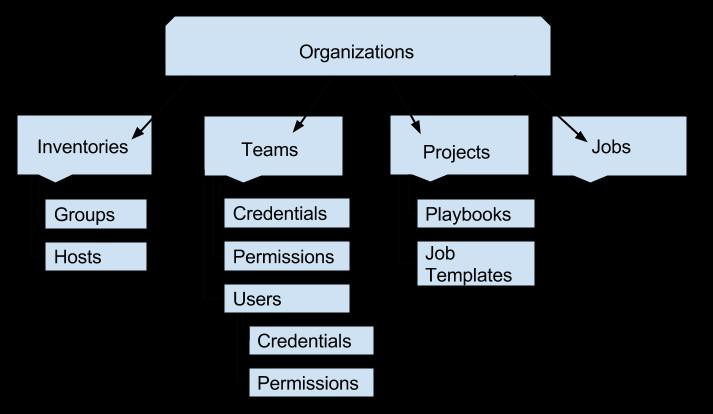 Organizations
Inventories
Teams
Projects
Jobs
Groups
Hosts
Credentials
Permissions
Users
Credentials
Permissions
Playbooks
Job
Templates